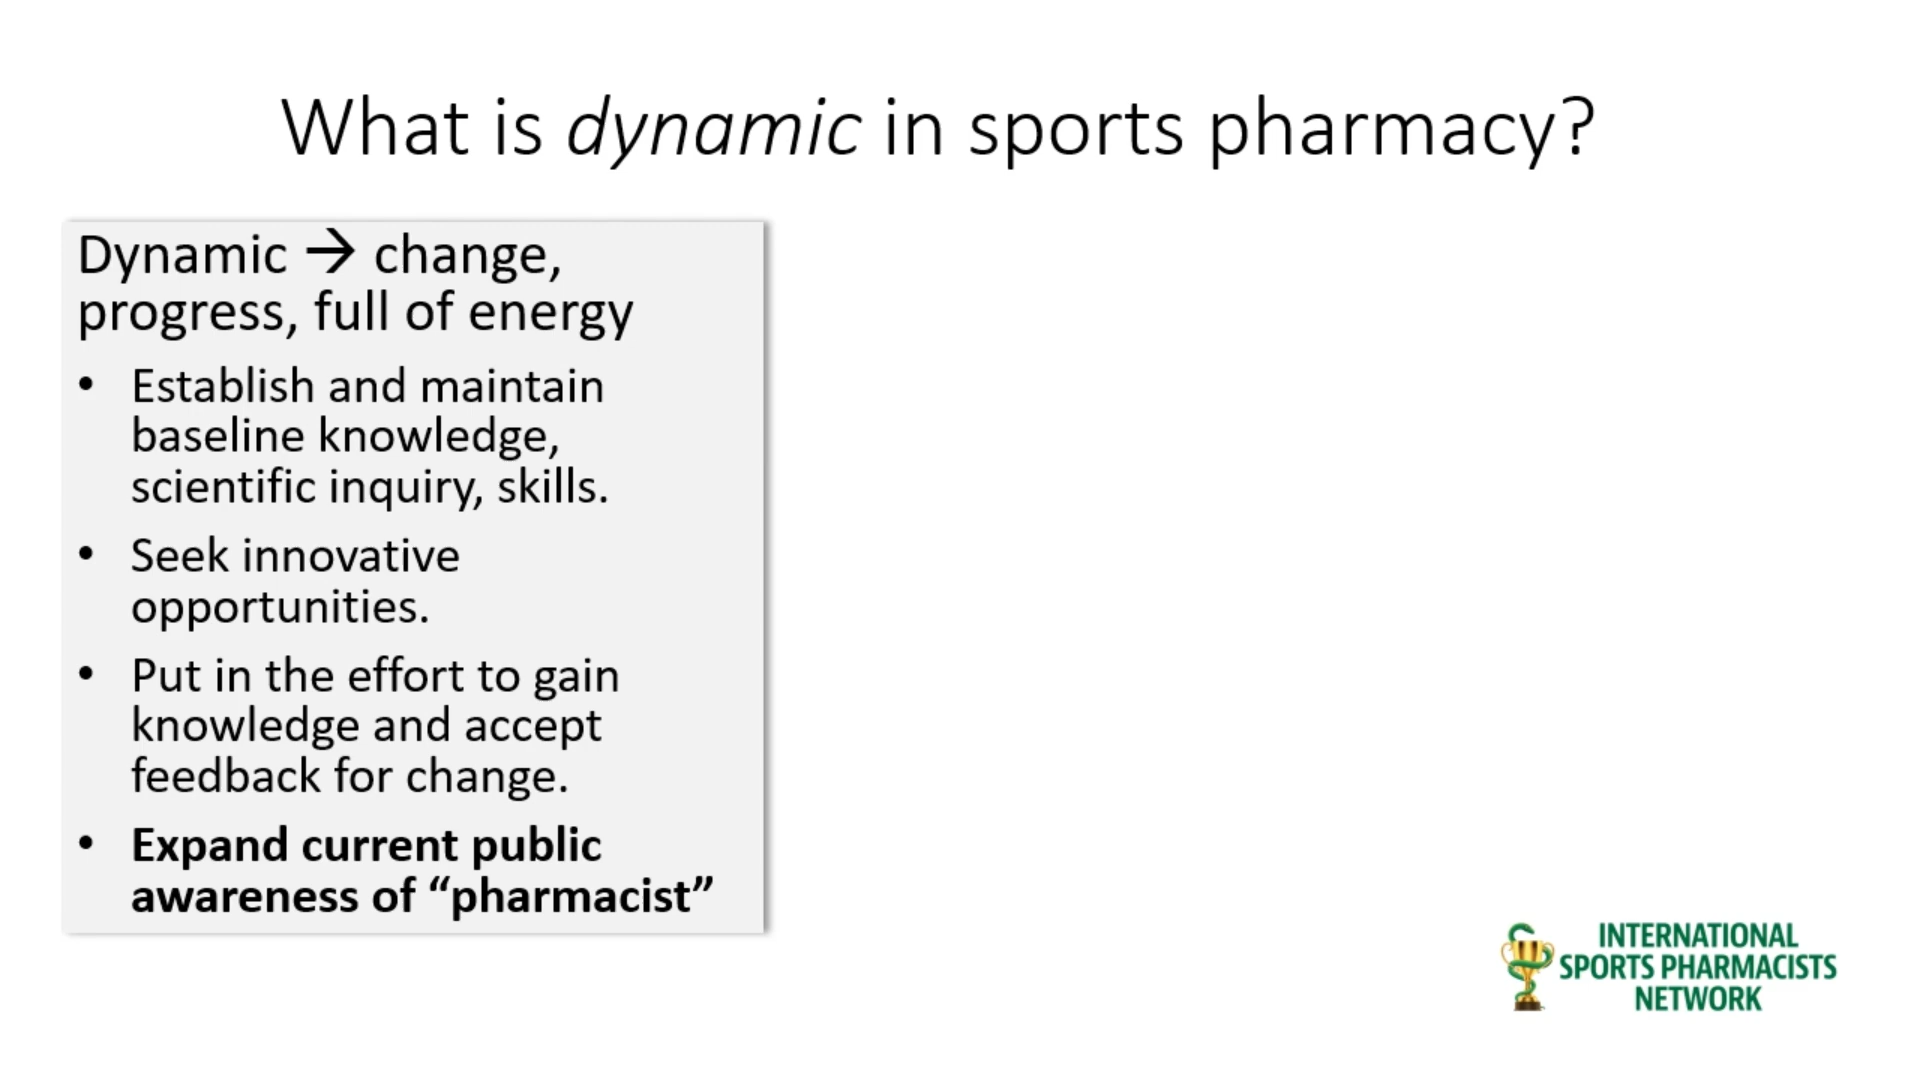 What is dynamic in sports pharmacy?
Dynamic → change,
progress, full of energy
• Establish and maintain
baseline knowledge,
scientific inquiry, skills.
• Seek innovative
opportunities.
• Put in the effort to gain
knowledge and accept
feedback for change.
• Expand current public
awareness of “pharmacist”
INTERNATIONAL
SPORTS PHARMACISTS
NETWORK